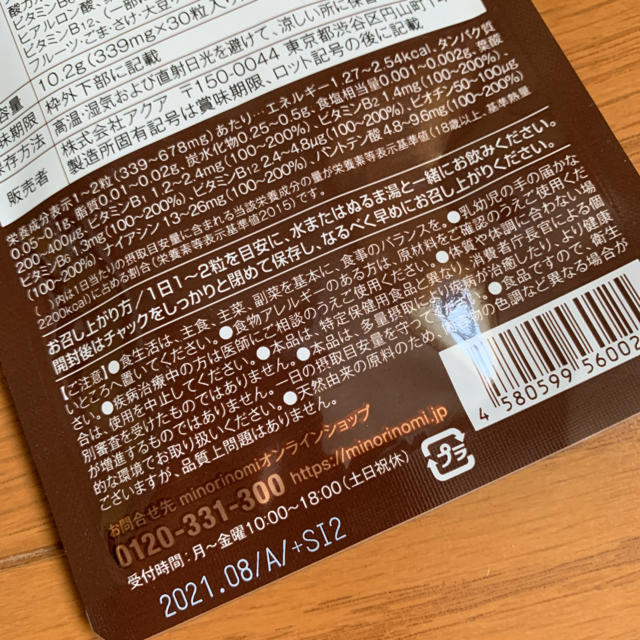 ヒアルロン酸、
ビタミンB12、(一部に
フルーツ・ごま・さけ・大豆
10.2g (339mg×30粒入
味期限 枠外下部に記載
存方法 高温・湿気および直射日光を避けて、涼しい所に保
販売者 株式会社アクア 〒150-0044 東京都渋谷区円山町1
製造所固有記号は賞味期限、ロット記号の後に記載
栄養成分表示1~2粒(339~678mg)あたり…エネルギー1.27~2.54kcal、タンパク質
0.05~0.1g、脂質0.01~0.02g、炭水化物0.25~0.5g、食塩相当量0.001~0.002g、葉酸
200~400μg、ビタミンB1 1.2~2.4mg(100~200%)、ビタミンB2 1.4mg(100~200%)、
ビタミンB6 1.3mg(100~200%)、ビタミンB12 2.4~4.8μg(100~200%)、ビオチン50~100μg
(100~200%)、ナイアシン13~26mg(100~200%)、パントテン酸4.8~9.6mg(100~200%)
( )内は1日当たりの摂取目安量に含まれる当該栄養成分の量が栄養素等表示基準値(18歳以上、基準熱量
2200kcal)に占める割合(栄養素等表示基準値2015)です。
お召し上がり方/1日1~2粒を目安に、水またはぬるま湯と一緒にお飲みください。
開封後はチャックをしっかりと閉めて保存し、なるべく早めにお召し上がりください。
【ご注意】●食生活は、主食、主菜、副菜を基本に、食事のバランスを。●乳幼児の手の届かな
いところへ置いてください。●食物アレルギーのある方は、原材料をご確認のうえご使用くだ
●疾病治療中の方は医師にご相談のうえご使用ください。●体質や体調に合わない場
合は、使用を中止してください。●本品は、特定保健用食品と異なり、消費者庁長官による個
別審査を受けたものではありません。●本品は、多量摂取により疾病が治癒したり、より健康
が増進するものではありません。一日の摂取目安量を守って
的な環境でお取り扱いください。●天然由来の原料のため、
の色調など異なる場合が
ございますが、品質上問題はありません。
●食品ですので、衛生
お問合せ先 minorinomiオンラインショップ
https://minorinomi.jp
0120-331-300
受付時間:月~金曜10:00~18:00(土日祝休)
2021.08/A/+SI2
プラ
4 580599 56002